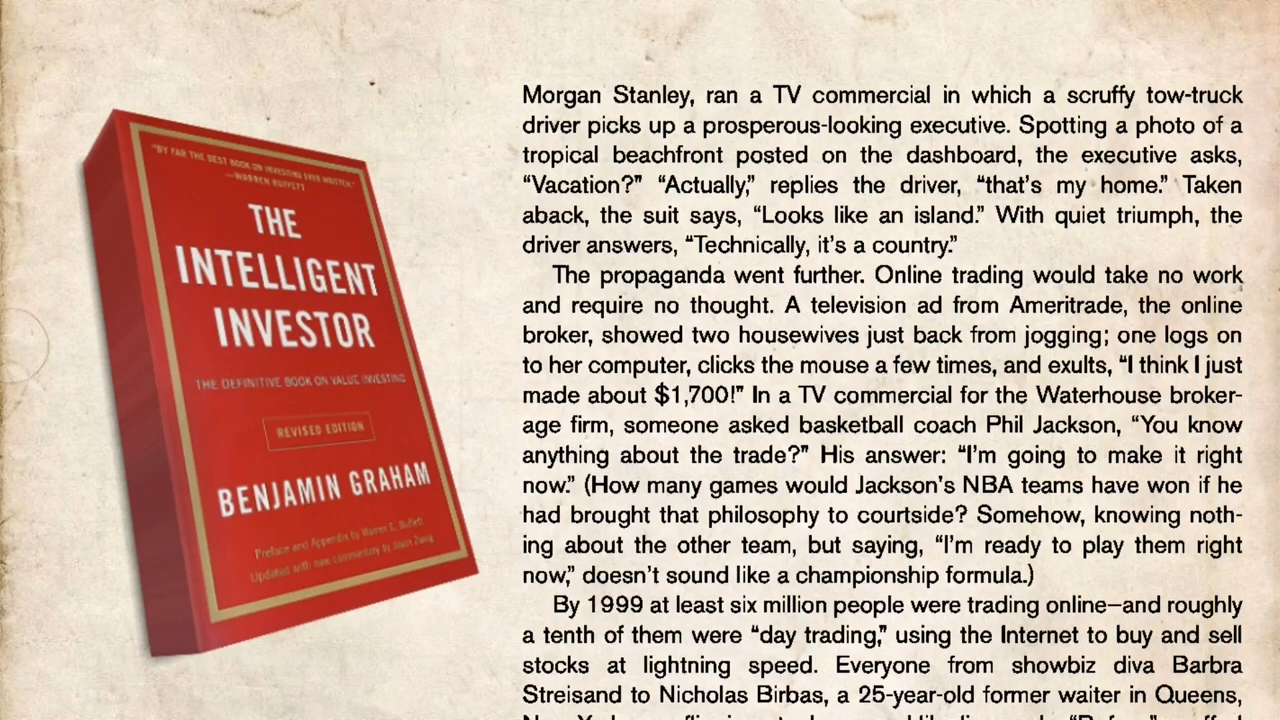 "BY FAR THE BEST BOOK ON INVESTING EVER WRITTEN."
—WARREN BUFFETT
THE
INTELLIGENT
INVESTOR
THE DEFINITIVE BOOK ON VALUE INVESTING
REVISED EDITION
BENJAMIN GRAHAM
Preface and Appendix by Warren E. Buffett
Updated with new commentary by Jason Zweig
Morgan Stanley, ran a TV commercial in which a scruffy tow-truck
driver picks up a prosperous-looking executive. Spotting a photo of a
tropical beachfront posted on the dashboard, the executive asks,
“Vacation?” “Actually,” replies the driver, “that’s my home.” Taken
aback, the suit says, “Looks like an island.” With quiet triumph, the
driver answers, “Technically, it’s a country.”
The propaganda went further. Online trading would take no work
and require no thought. A television ad from Ameritrade, the online
broker, showed two housewives just back from jogging; one logs on
to her computer, clicks the mouse a few times, and exults, “I think I just
made about $1,700!” In a TV commercial for the Waterhouse broker-
age firm, someone asked basketball coach Phil Jackson, “You know
anything about the trade?” His answer: “I’m going to make it right
now.” (How many games would Jackson’s NBA teams have won if he
had brought that philosophy to courtside? Somehow, knowing noth-
ing about the other team, but saying, “I’m ready to play them right
now,” doesn’t sound like a championship formula.)
By 1999 at least six million people were trading online—and roughly
a tenth of them were “day trading,” using the Internet to buy and sell
stocks at lightning speed. Everyone from showbiz diva Barbra
Streisand to Nicholas Birbas, a 25-year-old former waiter in Queens,